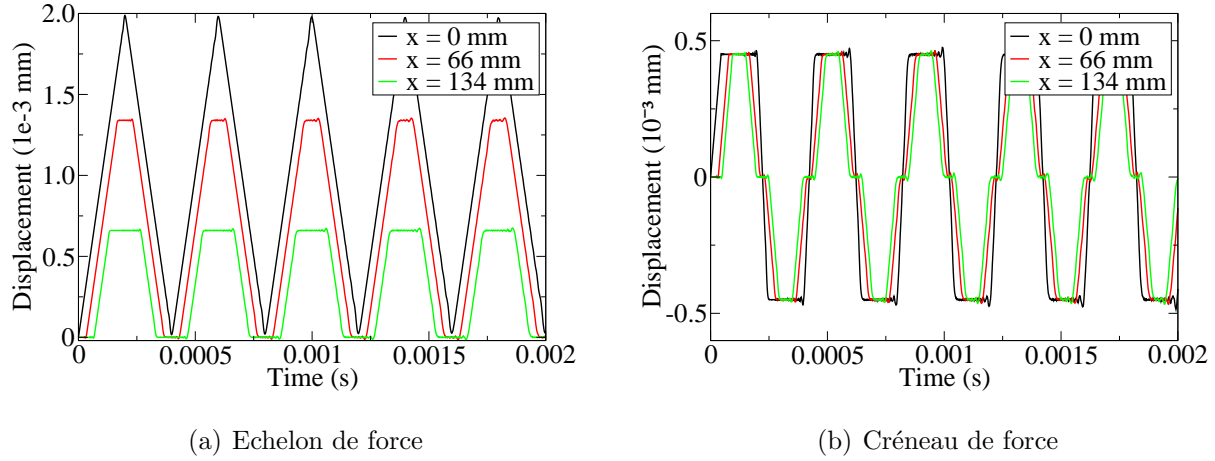 2.0
1.5
1.0
0.5
0
Displacement (1e-3 mm)
x = 0 mm
x = 66 mm
x = 134 mm
0 0.0005 0.001 0.0015 0.002
Time (s)
(a) Echelon de force
0.5
0
-0.5
Displacement (10⁻³ mm)
x = 0 mm
x = 66 mm
x = 134 mm
0 0.0005 0.001 0.0015 0.002
Time (s)
(b) Créneau de force